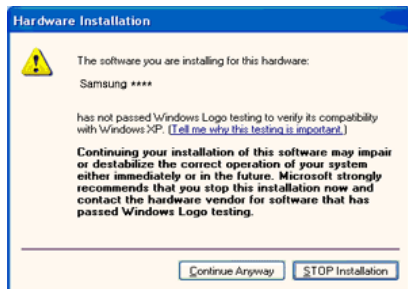 Hardware Installation
The software you are installing for this hardware:
Samsung ****
has not passed Windows Logo testing to verify its compatibility
with Windows XP. (Tell me why this testing is important.)
Continuing your installation of this software may impair
or destabilize the correct operation of your system
either immediately or in the future. Microsoft strongly
recommends that you stop this installation now and
contact the hardware vendor for software that has
passed Windows Logo testing.
Continue Anyway
STOP Installation